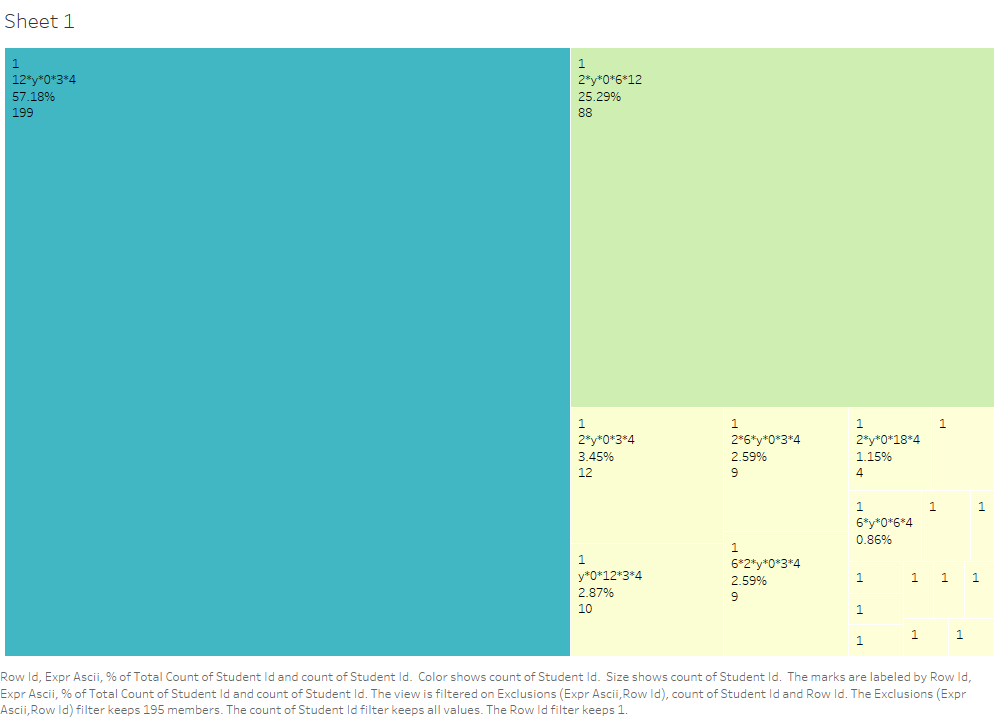 Sheet 1
1
12*y*0*3*4
57.18%
199
1
2*y*0*6*12
25.29%
88
1
2*y*0*3*4
3.45%
12
1
2*6*y*0*3*4
2.59%
9
1
2*y*0*18*4
1.15%
4
1
1
y*0*12*3*4
2.87%
10
1
6*2*y*0*3*4
2.59%
9
1
6*y*0*6*4
0.86%
1
1
1
1
1
1
1
1
1
1
Row Id, Expr Ascii, % of Total Count of Student Id and count of Student Id.  Color shows count of Student Id.  Size shows count of Student Id.  The marks are labeled by Row Id,
Expr Ascii, % of Total Count of Student Id and count of Student Id. The view is filtered on Exclusions (Expr Ascii,Row Id), count of Student Id and Row Id. The Exclusions (Expr
Ascii,Row Id) filter keeps 195 members. The count of Student Id filter keeps all values. The Row Id filter keeps 1.